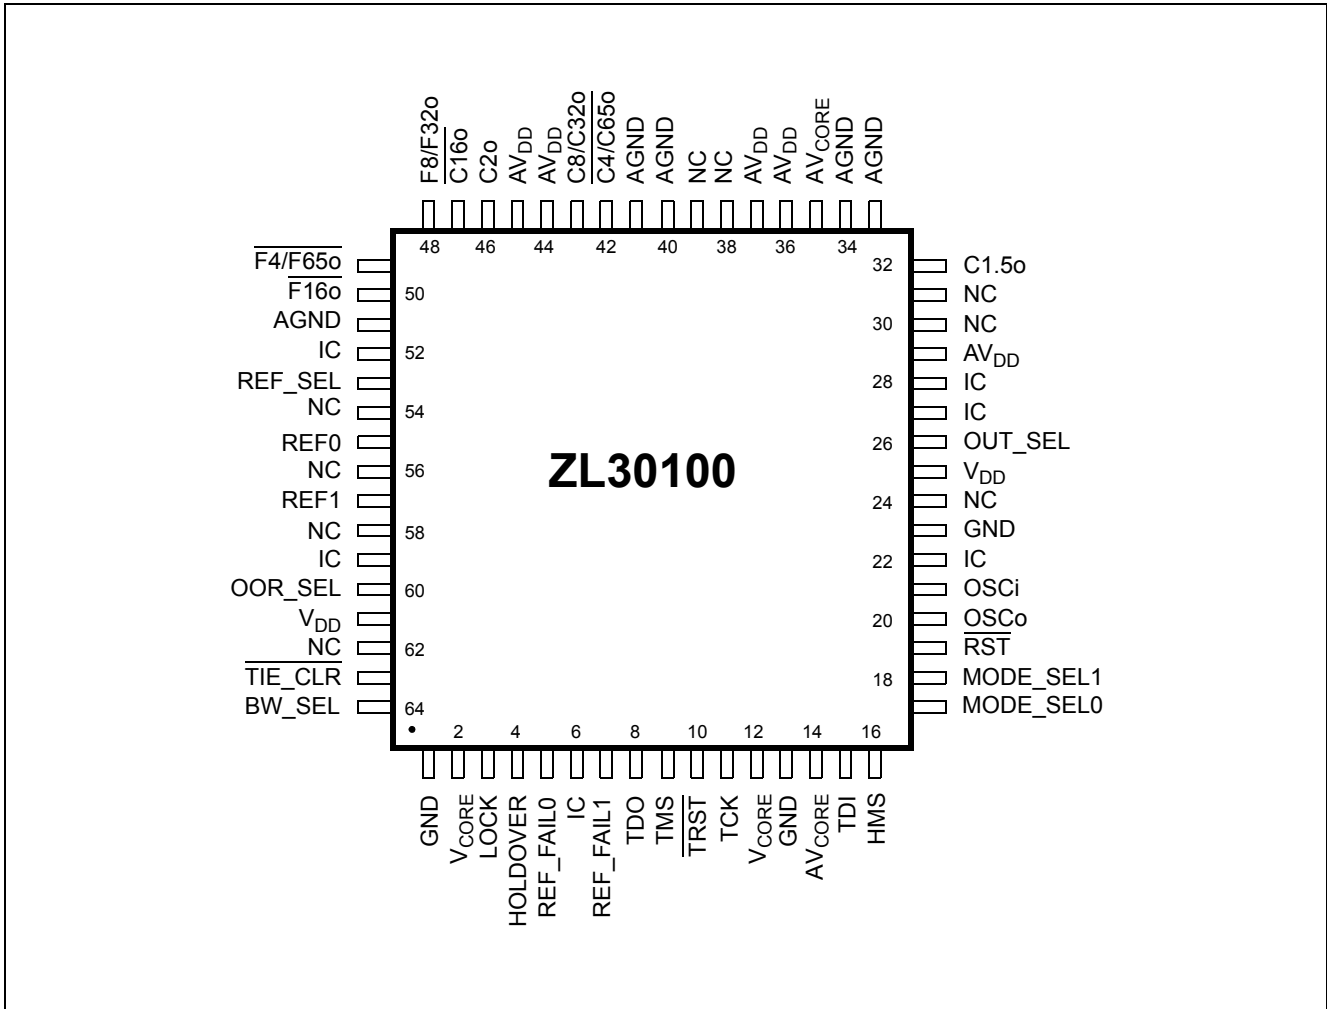 F8/F32o
C16o
C2o
AVDD
AVDD
C8/C32o
C4/C65o
AGND
AGND
NC
NC
AVDD
AVDD
AVCORE
AGND
AGND
48 46 44 42 40 38 36 34
F4/F65o
F16o 50
AGND
IC 52
REF_SEL
NC 54
REF0
NC 56
REF1
NC 58
IC
OOR_SEL 60
VDD
NC 62
TIE_CLR
BW_SEL 64
ZL30100
32 C1.5o
NC
30 NC
AVDD
28 IC
IC
26 OUT_SEL
VDD
24 NC
GND
22 IC
OSCi
20 OSCo
RST
18 MODE_SEL1
MODE_SEL0
2 4 6 8 10 12 14 16
GND
VCORE
LOCK
HOLDOVER
REF_FAIL0
IC
REF_FAIL1
TDO
TMS
TRST
TCK
VCORE
GND
AVCORE
TDI
HMS